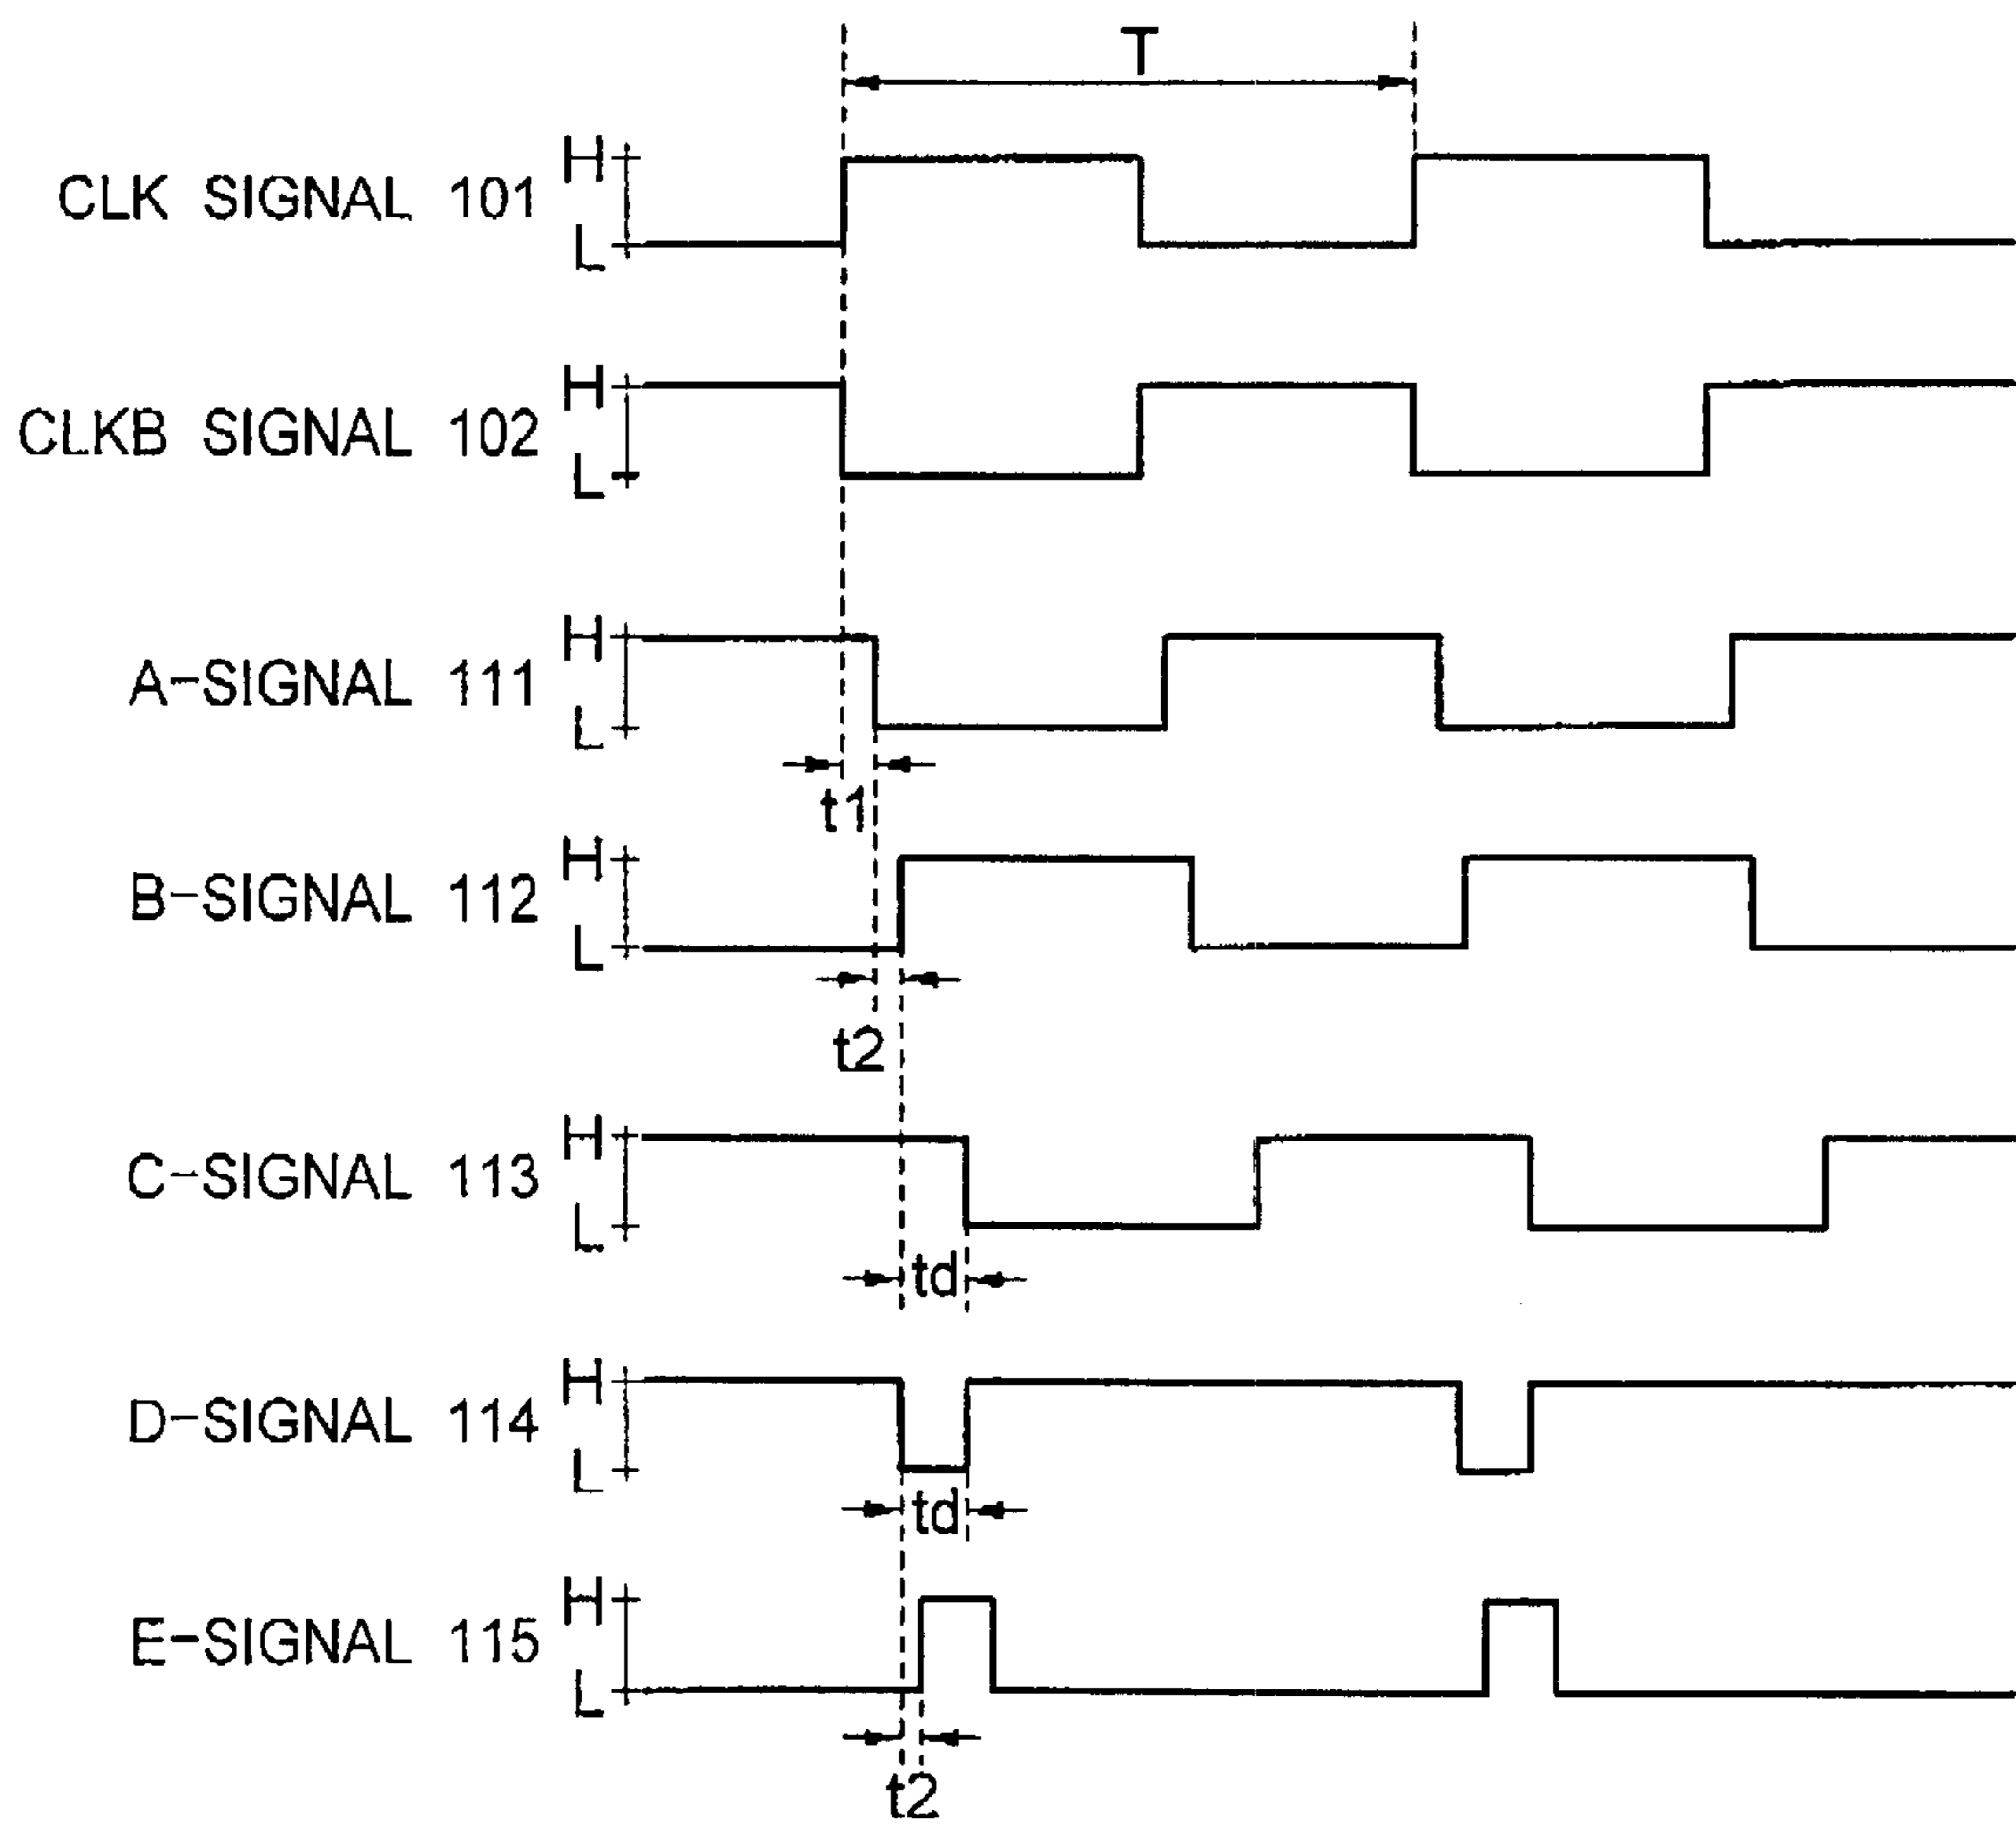 T
CLK SIGNAL 101 H
L
CLKB SIGNAL 102 H
L
A-SIGNAL 111 H
L
t1
B-SIGNAL 112 H
L
t2
C-SIGNAL 113 H
L
td
D-SIGNAL 114 H
L
td
E-SIGNAL 115 H
L
t2